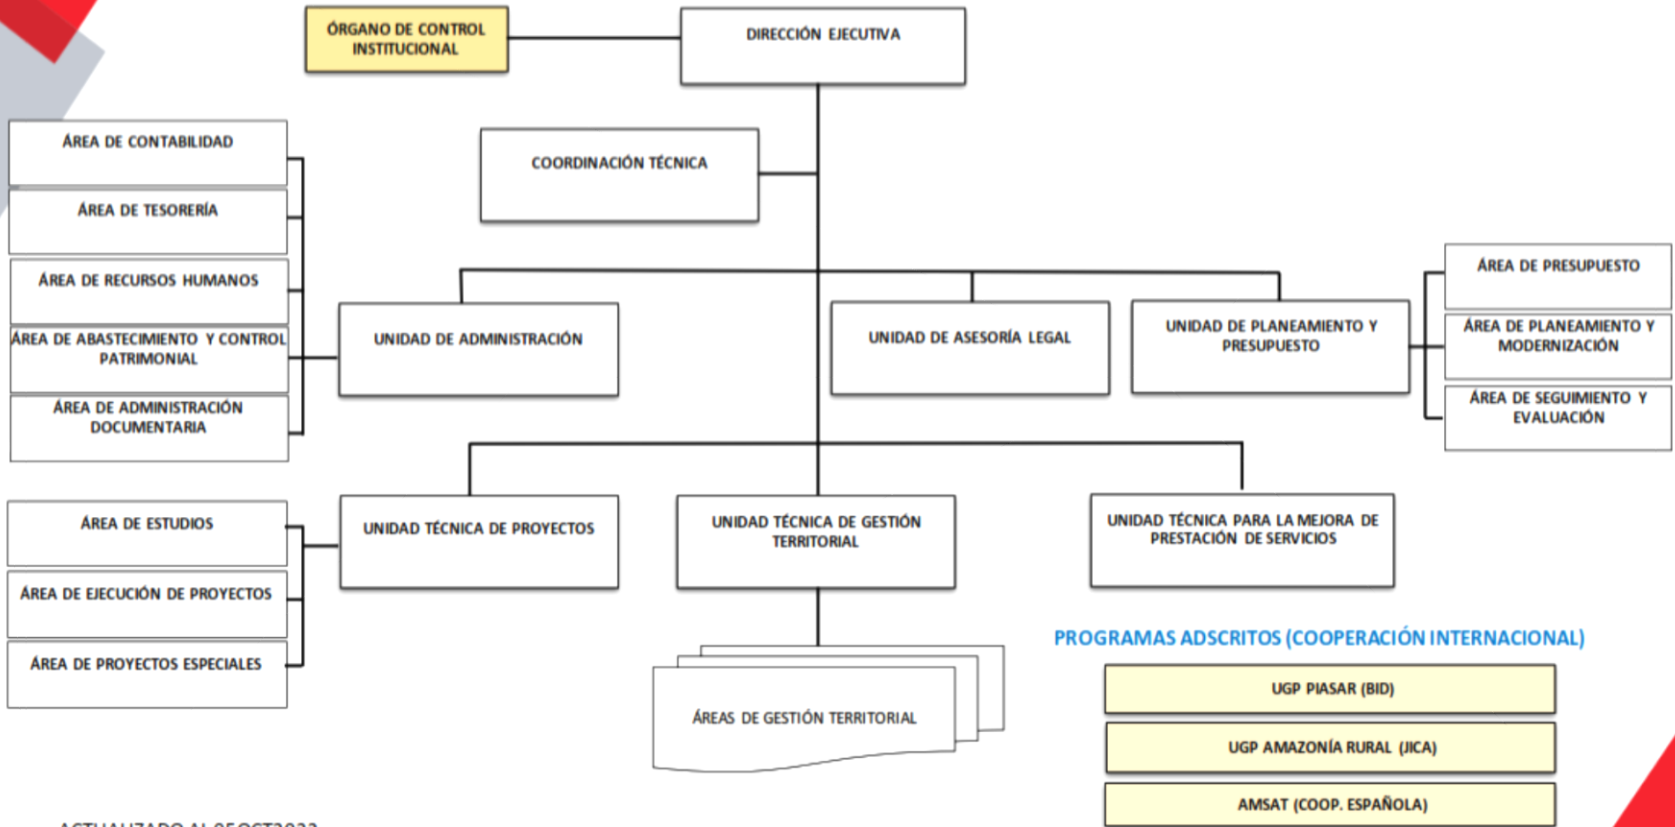 ÓRGANO DE CONTROL
INSTITUCIONAL
DIRECCIÓN EJECUTIVA
COORDINACIÓN TÉCNICA
ÁREA DE CONTABILIDAD
ÁREA DE TESORERÍA
ÁREA DE RECURSOS HUMANOS
ÁREA DE ABASTECIMIENTO Y CONTROL
PATRIMONIAL
ÁREA DE ADMINISTRACIÓN
DOCUMENTARIA
UNIDAD DE ADMINISTRACIÓN
UNIDAD DE ASESORÍA LEGAL
UNIDAD DE PLANEAMIENTO Y
PRESUPUESTO
ÁREA DE PRESUPUESTO
ÁREA DE PLANEAMIENTO Y
MODERNIZACIÓN
ÁREA DE SEGUIMIENTO Y
EVALUACIÓN
ÁREA DE ESTUDIOS
ÁREA DE EJECUCIÓN DE PROYECTOS
ÁREA DE PROYECTOS ESPECIALES
UNIDAD TÉCNICA DE PROYECTOS
UNIDAD TÉCNICA DE GESTIÓN
TERRITORIAL
UNIDAD TÉCNICA PARA LA MEJORA DE
PRESTACIÓN DE SERVICIOS
ÁREAS DE GESTIÓN TERRITORIAL
PROGRAMAS ADSCRITOS (COOPERACIÓN INTERNACIONAL)
UGP PIASAR (BID)
UGP AMAZONÍA RURAL (JICA)
AMSAT (COOP. ESPAÑOLA)
ACTUALIZADO AL